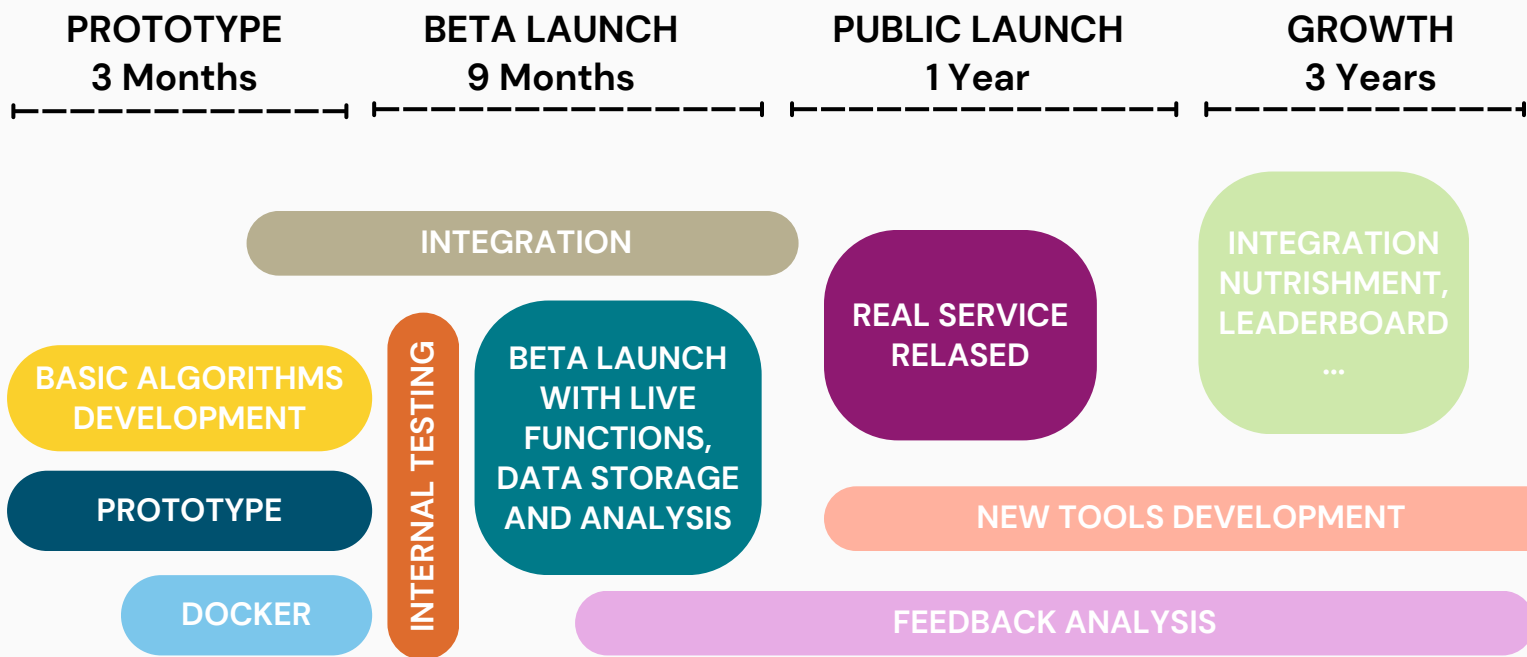 PROTOTYPE
3 Months
BETA LAUNCH
9 Months
PUBLIC LAUNCH
1 Year
GROWTH
3 Years
INTEGRATION
BASIC ALGORITHMS
DEVELOPMENT
PROTOTYPE
DOCKER
INTERNAL TESTING
BETA LAUNCH
WITH LIVE
FUNCTIONS,
DATA STORAGE
AND ANALYSIS
REAL SERVICE
RELASED
INTEGRATION
NUTRISHMENT,
LEADERBOARD
...
NEW TOOLS DEVELOPMENT
FEEDBACK ANALYSIS